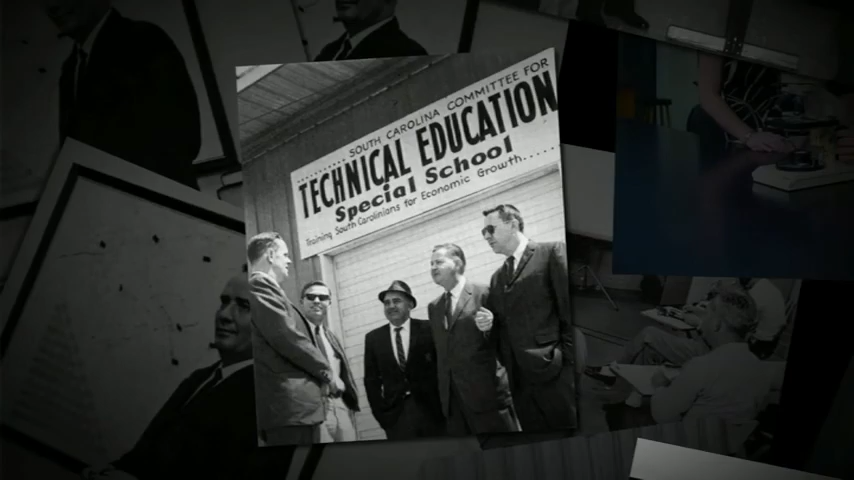 .......... SOUTH CAROLINA COMMITTEE FOR
TECHNICAL EDUCATION
Special School
Training South Carolinians for Economic Growth......